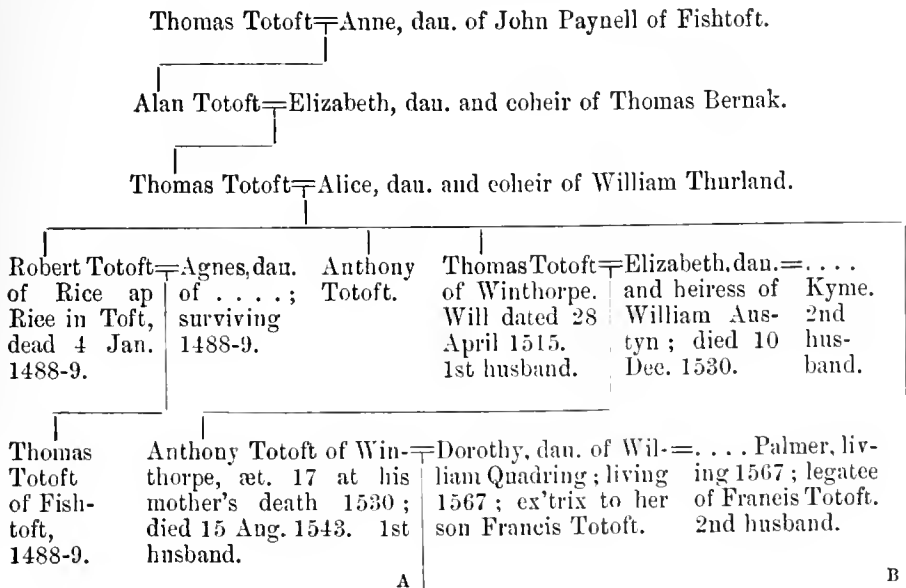 Thomas Totoft=Anne, dau. of John Paynell of Fishtoft.
Alan Totoft=Elizabeth, dau. and coheir of Thomas Bernak.
Thomas Totoft=Alice, dau. and coheir of William Thurland.
Robert Totoft=
of Rice ap
Rice in Toft,
dead 4 Jan.
1488-9.
Agnes, dau.
of . . . . ;
surviving
1488-9.
Anthony
Totoft.
Thomas Totoft=
of Winthorpe.
Will dated 28
April 1515.
1st husband.
Elizabeth, dau.=
and heiress of
William Aus-
tyn ; died 10
Dec. 1530.
. . . .
Kyme.
2nd
hus-
band.
Thomas
Totoft
of Fish-
toft,
1488-9.
Anthony Totoft of Win-=
thorpe, æt. 17 at his
mother's death 1530 ;
died 15 Aug. 1543. 1st
husband.
Dorothy, dau. of Wil-=
liam Quadring ; living
1567 ; ex'trix to her
son Francis Totoft.
. . . . Palmer, liv-
ing 1567 ; legatee
of Francis Totoft.
2nd husband.
A
B